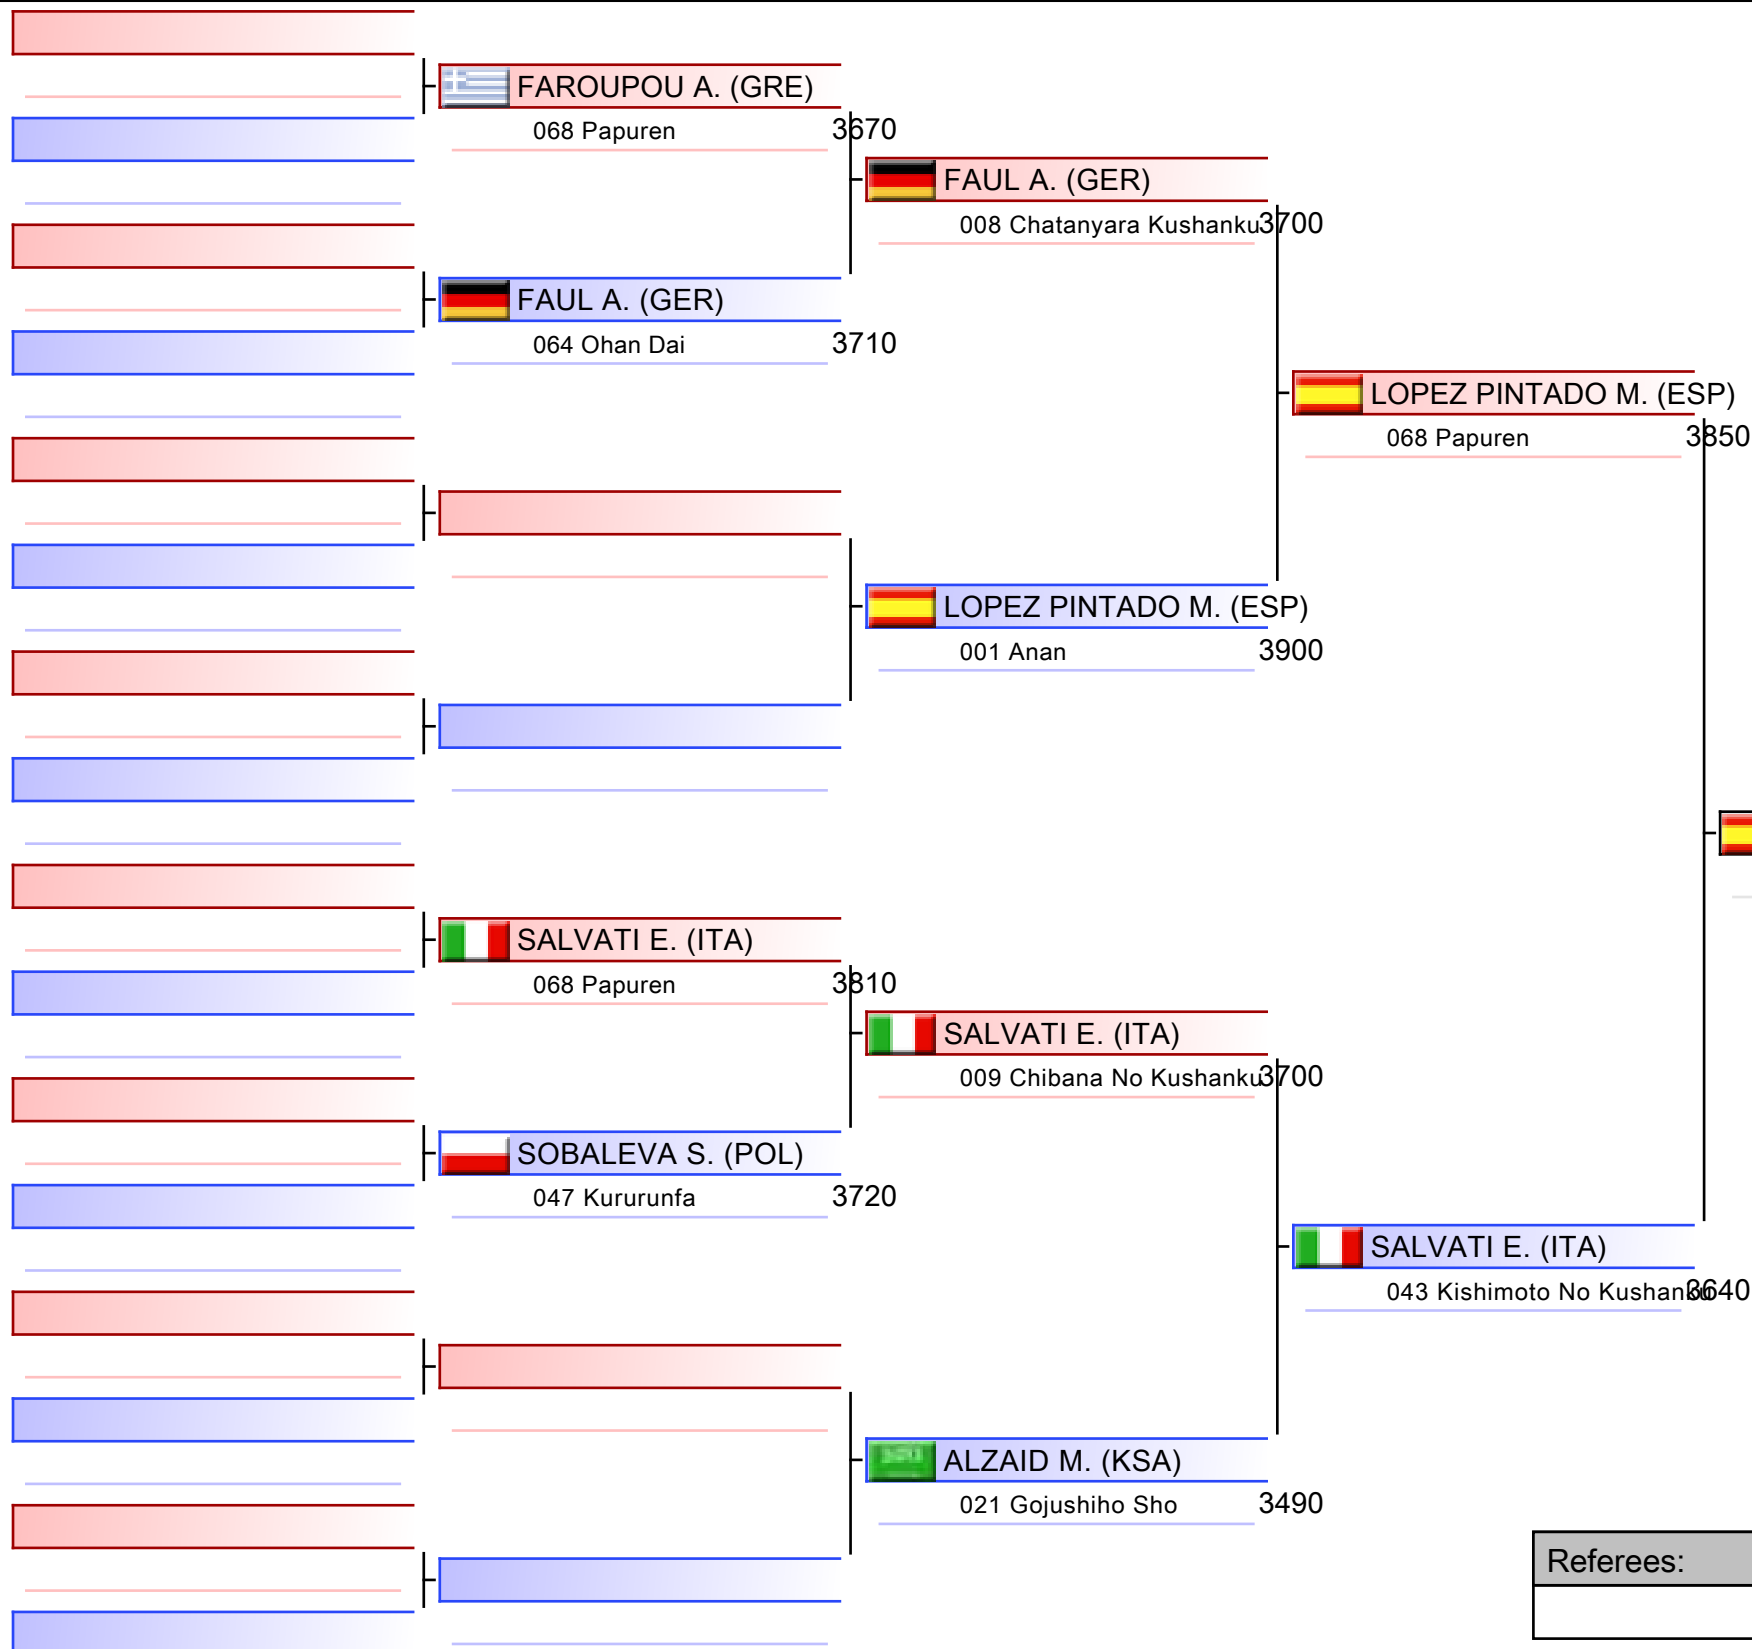 FAROUPOU A. (GRE)
068 Papuren 3670
FAUL A. (GER)
008 Chatanyara Kushanku 3700
FAUL A. (GER)
064 Ohan Dai 3710
LOPEZ PINTADO M. (ESP)
068 Papuren 3850
LOPEZ PINTADO M. (ESP)
001 Anan 3900
SALVATI E. (ITA)
068 Papuren 3810
SALVATI E. (ITA)
009 Chibana No Kushanku 3700
SOBALEVA S. (POL)
047 Kururunfa 3720
SALVATI E. (ITA)
043 Kishimoto No Kushanku 3640
ALZAID M. (KSA)
021 Gojushiho Sho 3490
Referees: